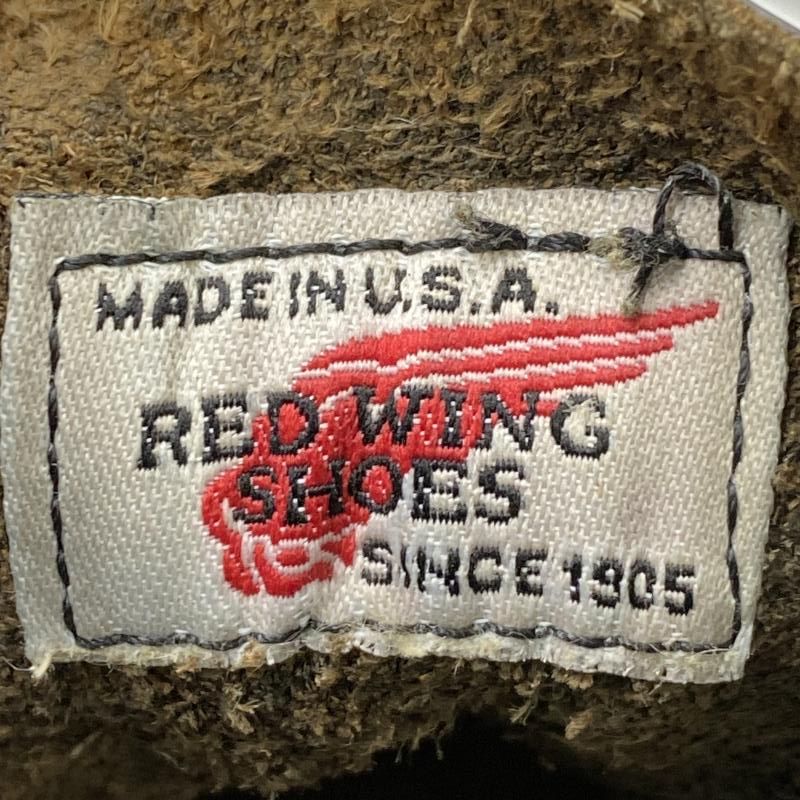 MADE IN U.S.A.
RED WING
SHOES
SINCE 1905